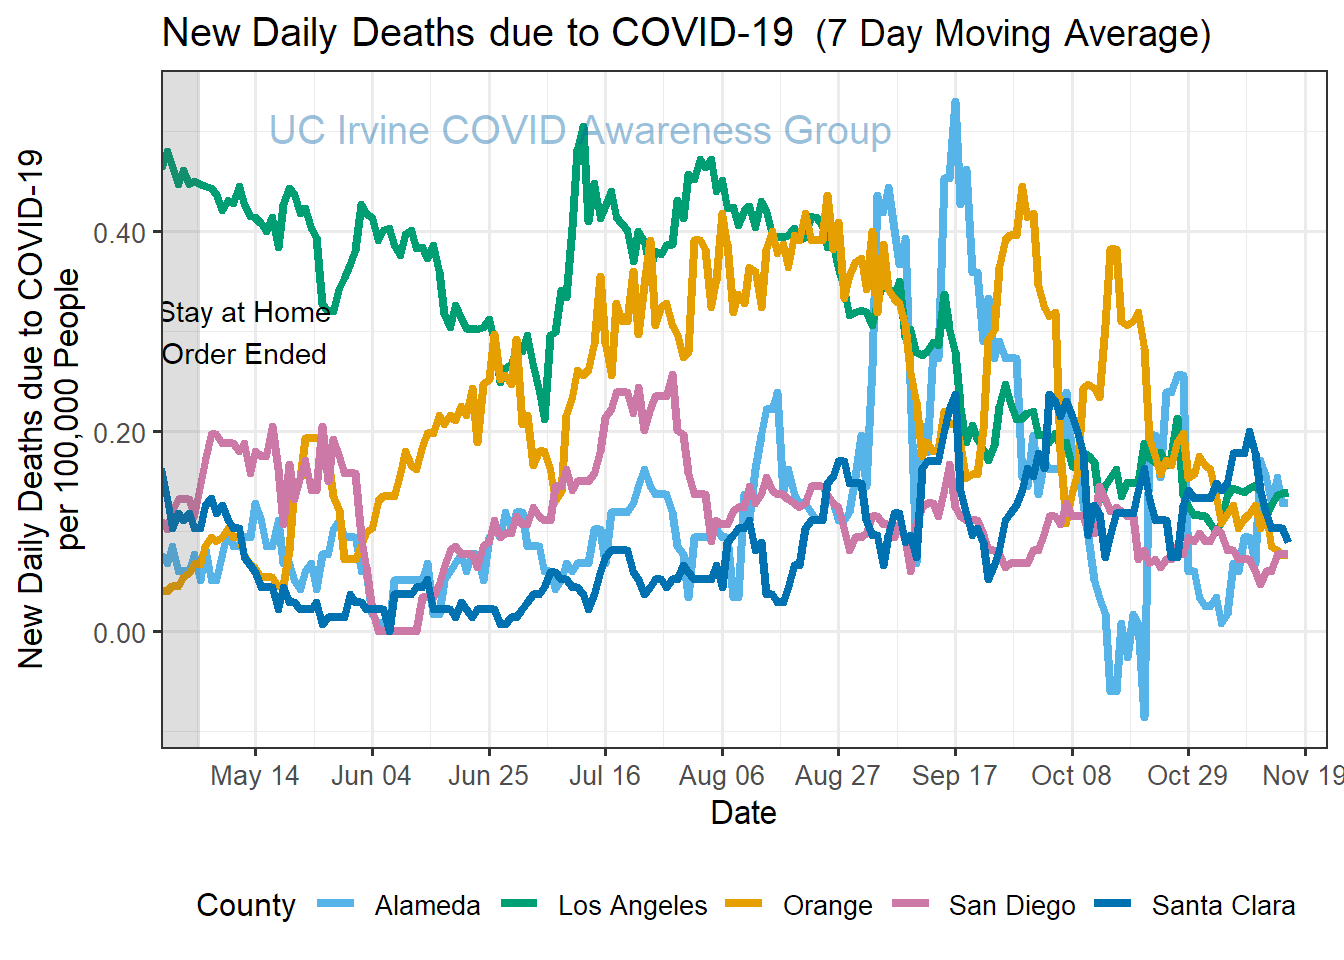 New Daily Deaths due to COVID-19 (7 Day Moving Average)
UC Irvine COVID Awareness Group
New Daily Deaths due to COVID-19
per 100,000 People
0.40
0.20
0.00
Stay at Home
Order Ended
May 14 Jun 04 Jun 25 Jul 16 Aug 06 Aug 27 Sep 17 Oct 08 Oct 29 Nov 19
Date
County Alameda Los Angeles Orange San Diego Santa Clara